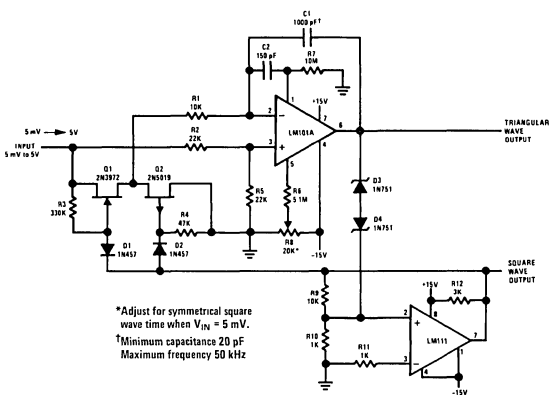 C1
1000 pF†
C2
150 pF
R7
10M
+15V
5 mV → 5V
R1
10K
2
1
7
LM101A
6
TRIANGULAR
WAVE
OUTPUT
INPUT
5 mV to 5V
R2
22K
3
4
5
Q1
2N3972
Q2
2N5019
R3
330K
R4
47K
R5
22K
R6
5.1M
R8
20K*
-15V
D3
1N751
D4
1N751
D1
1N457
D2
1N457
SQUARE
WAVE
OUTPUT
R9
10K
+15V
R12
3K
2
8
7
LM111
R10
1K
R11
1K
3
4
1
-15V
*Adjust for symmetrical square
wave time when VIN = 5 mV.
†Minimum capacitance 20 pF
Maximum frequency 50 kHz